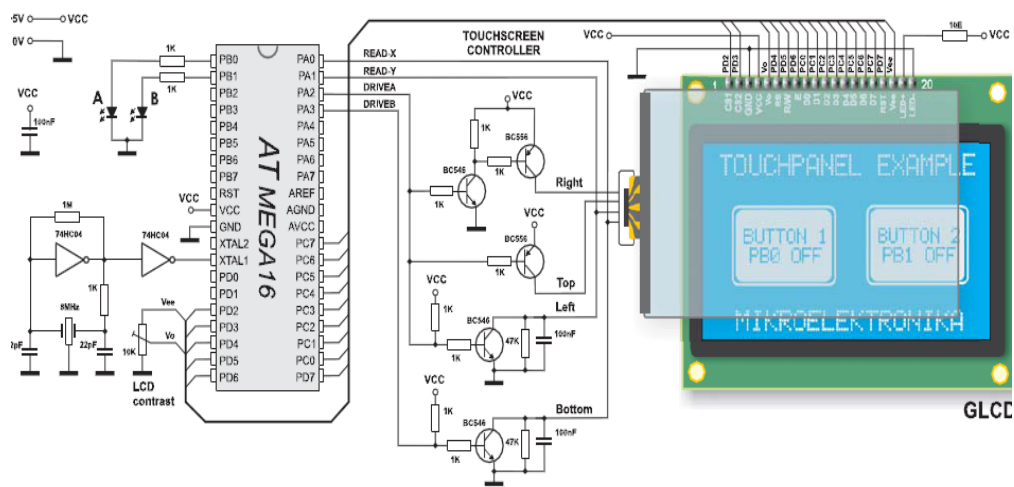 5V
VCC
0V
VCC
100nF
1K
1K
A
B
AT MEGA16
PB0
PB1
PB2
PB3
PB4
PB5
PB6
PB7
RST
VCC
GND
XTAL2
XTAL1
PD0
PD1
PD2
PD3
PD4
PD5
PD6
PA0
PA1
PA2
PA3
PA4
PA5
PA6
PA7
AREF
AGND
AVCC
PC7
PC6
PC5
PC4
PC3
PC2
PC1
PC0
PD7
VCC
1M
74HC04
74HC04
1K
8MHz
2pF
22pF
Vee
Vo
10K
LCD
contrast
READ-X
READ-Y
DRIVEA
DRIVEB
TOUCHSCREEN
CONTROLLER
VCC
1K
BC546
1K
1K
BC556
Right
VCC
BC556
1K
Top
Left
VCC
1K
BC546
1K
47K
100nF
VCC
1K
Bottom
BC546
1K
47K
100nF
VCC
10E
VCC
PD2
PD3
Vo
PD4
PD5
PD6
PC0
PC1
PC2
PC3
PC4
PC5
PC6
PC7
PD7
Vee
1
20
CS1
CS2
GND
VCC
Vo
RS
R/W
E
D0
D1
D2
D3
D4
D5
D6
D7
RST
Vee
LED+
LED-
TOUCHPANEL EXAMPLE
BUTTON 1
PB0 OFF
BUTTON 2
PB1 OFF
MIKROELEKTRONIKA
GLCD